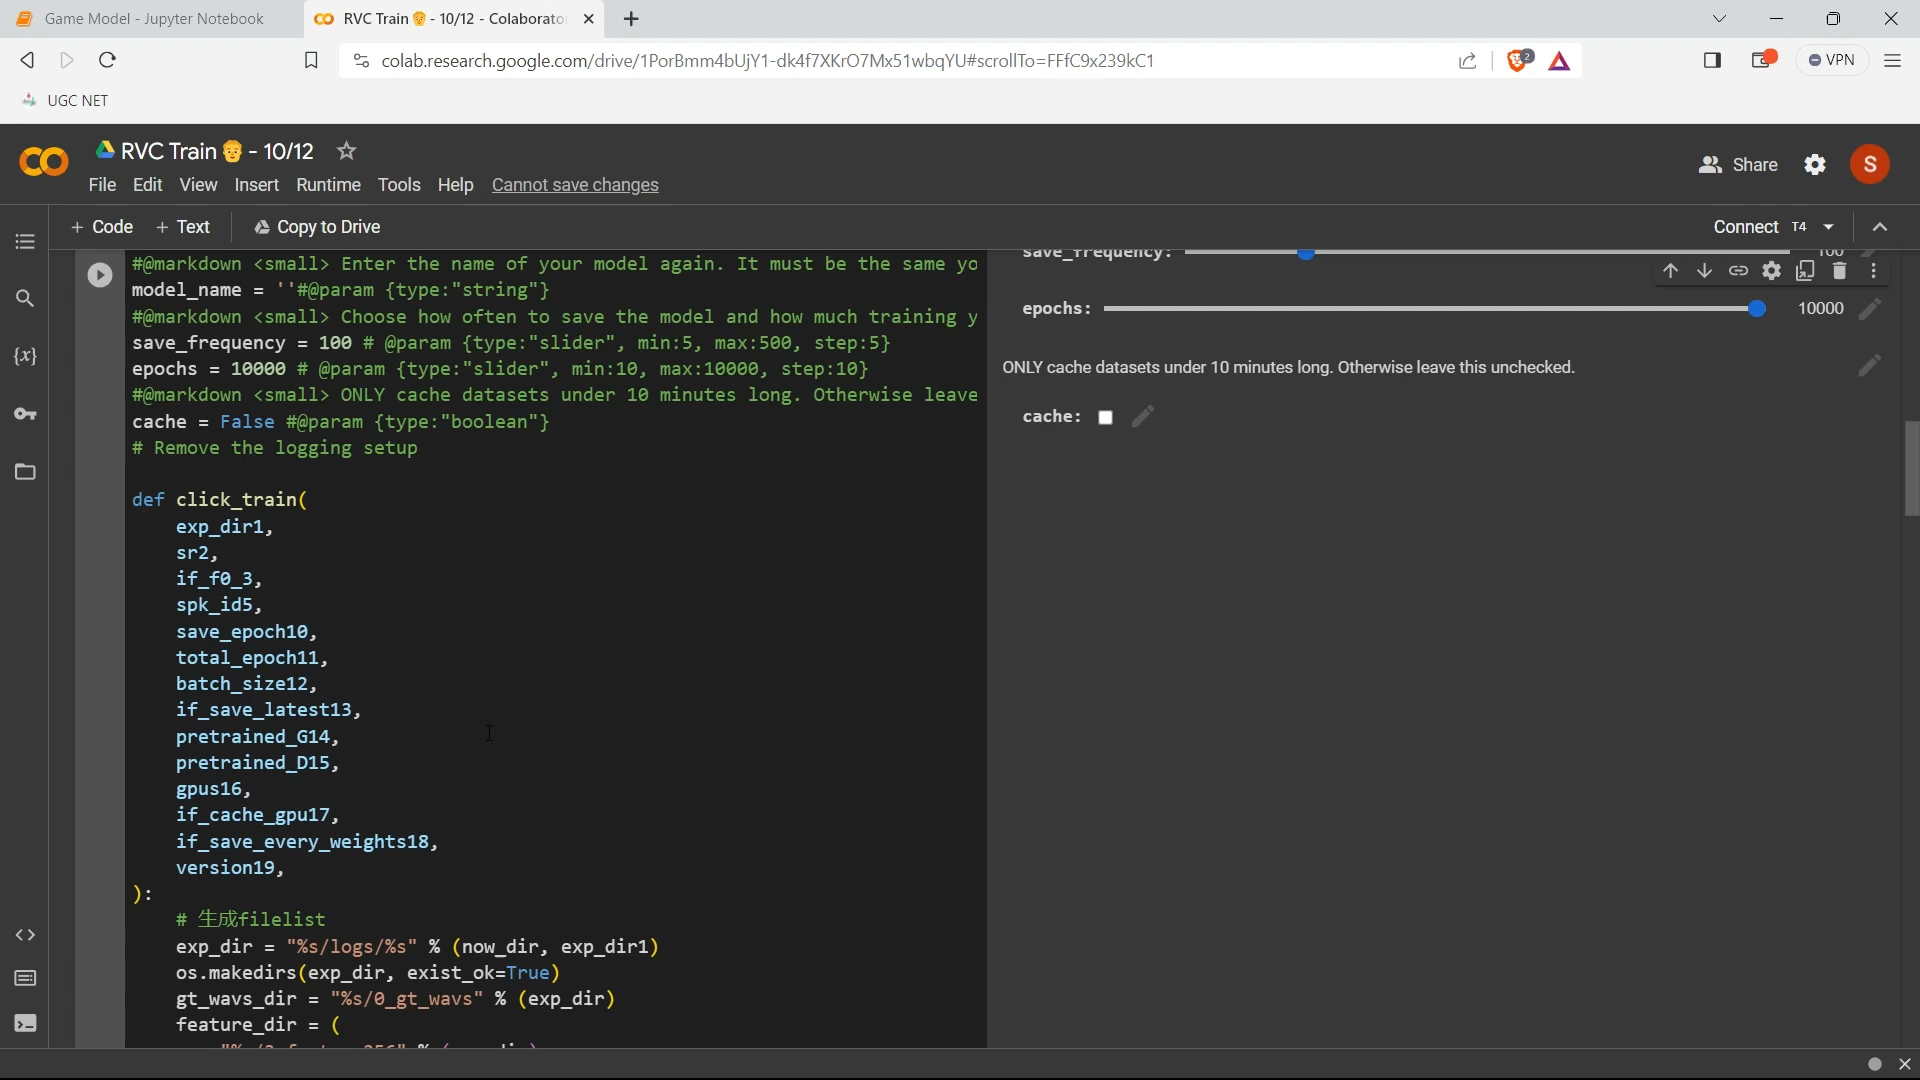 Game Model - Jupyter Notebook
RVC Train 👨‍🦳 - 10/12 - Colaborato
colab.research.google.com/drive/1PorBmm4bUjY1-dk4f7XKrO7Mx51wbqYU#scrollTo=FFfC9x239kC1
2
VPN
UGC NET
RVC Train 👨‍🦳 - 10/12
File Edit View Insert Runtime Tools Help Cannot save changes
Share
S
+ Code + Text Copy to Drive
Connect T4
#@markdown <small> Enter the name of your model again. It must be the same yo
model_name = ''#@param {type:"string"}
#@markdown <small> Choose how often to save the model and how much training y
save_frequency = 100 # @param {type:"slider", min:5, max:500, step:5}
epochs = 10000 # @param {type:"slider", min:10, max:10000, step:10}
#@markdown <small> ONLY cache datasets under 10 minutes long. Otherwise leave
cache = False #@param {type:"boolean"}
# Remove the logging setup
def click_train(
exp_dir1,
sr2,
if_f0_3,
spk_id5,
save_epoch10,
total_epoch11,
batch_size12,
if_save_latest13,
pretrained_G14,
pretrained_D15,
gpus16,
if_cache_gpu17,
if_save_every_weights18,
version19,
):
# 生成filelist
exp_dir = "%s/logs/%s" % (now_dir, exp_dir1)
os.makedirs(exp_dir, exist_ok=True)
gt_wavs_dir = "%s/0_gt_wavs" % (exp_dir)
feature_dir = (
save_frequency: 100
epochs: 10000
ONLY cache datasets under 10 minutes long. Otherwise leave this unchecked.
cache: